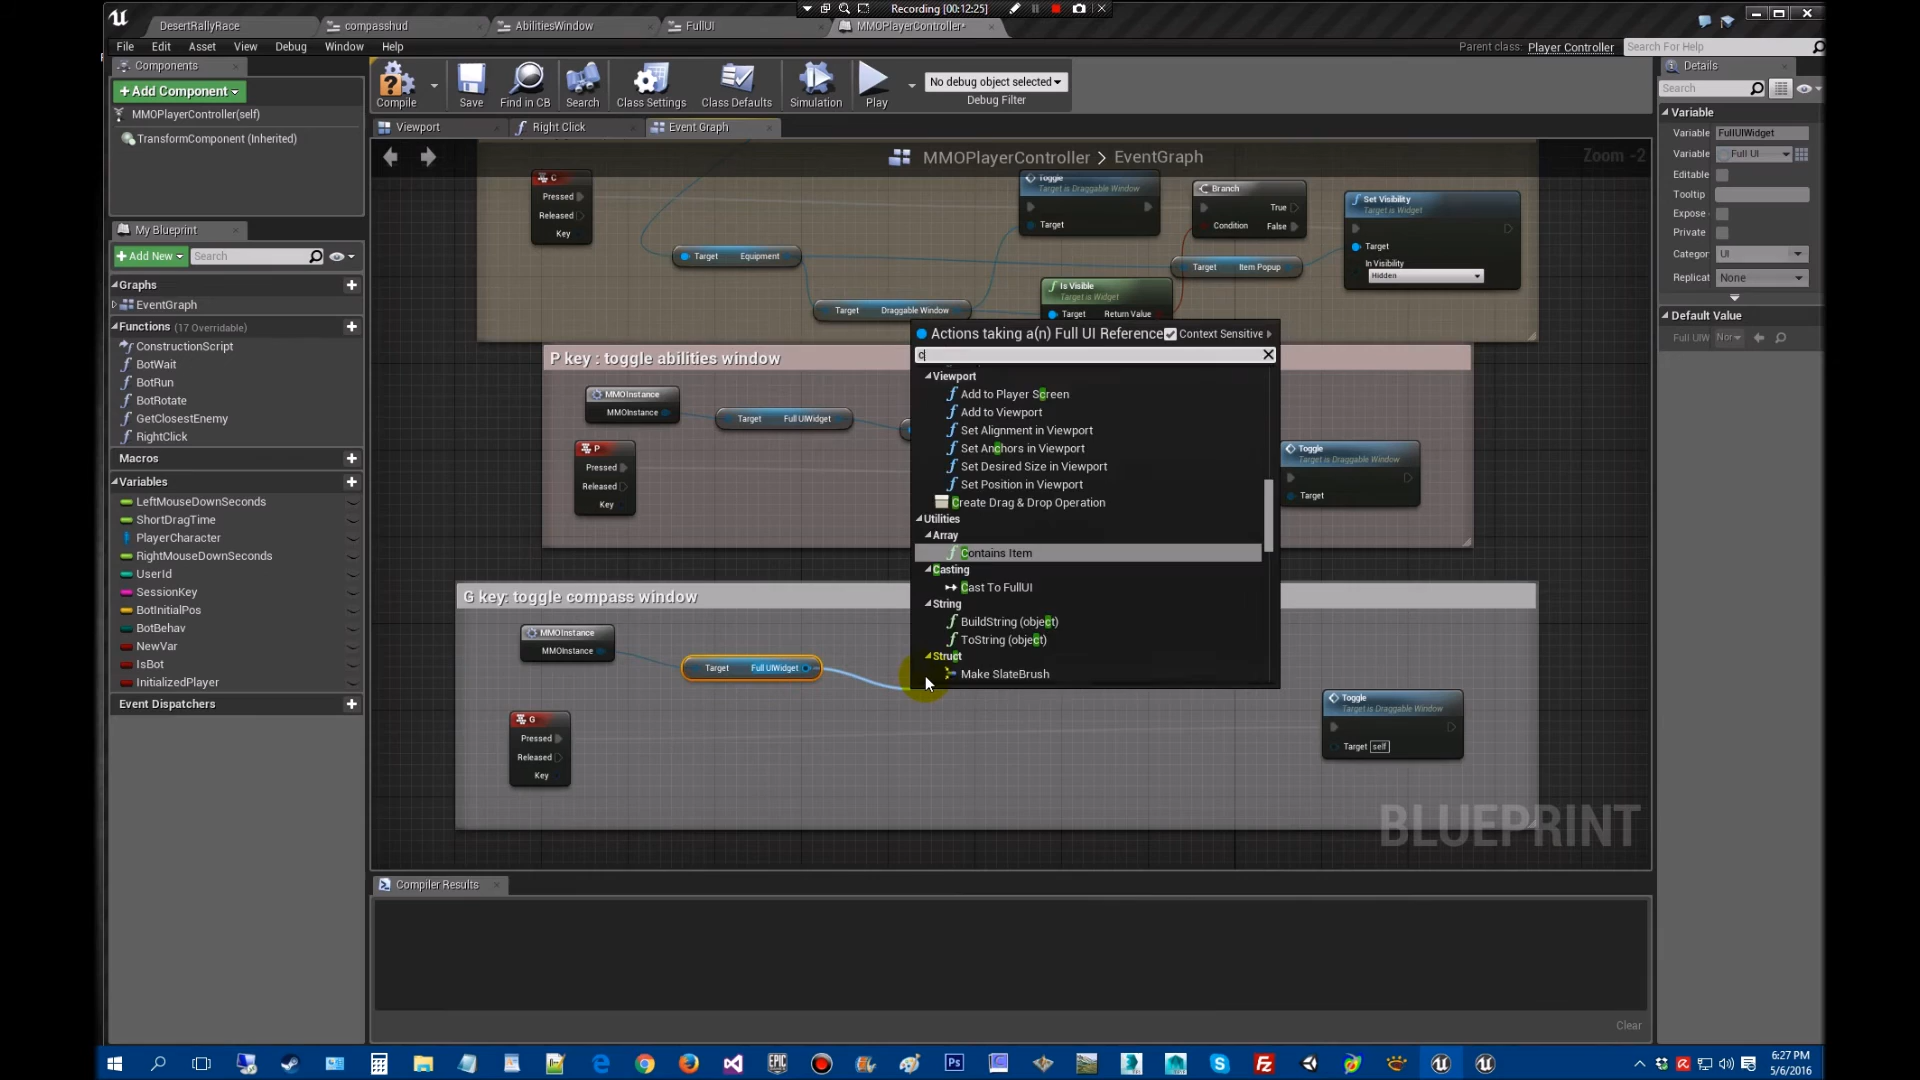 Recording [00:12:25]
DesertRallyRace
compasshud
AbilitiesWindow
FullUI
MMOPlayerController*
File Edit Asset View Debug Window Help
Parent class: Player Controller
Search For Help
Components
+Add Component
MMOPlayerController(self)
TransformComponent (Inherited)
Compile
Save
Find in CB
Search
Class Settings
Class Defaults
Simulation
Play
No debug object selected
Debug Filter
Viewport
Right Click
Event Graph
MMOPlayerController > EventGraph
Zoom -2
My Blueprint
+Add New
Search
Graphs
EventGraph
Functions (17 Overridable)
ConstructionScript
BotWait
BotRun
BotRotate
GetClosestEnemy
RightClick
Macros
Variables
LeftMouseDownSeconds
ShortDragTime
PlayerCharacter
RightMouseDownSeconds
UserId
SessionKey
BotInitialPos
BotBehav
NewVar
IsBot
InitializedPlayer
Event Dispatchers
C
Pressed
Released
Key
Target Equipment
Target Draggable Window
Toggle
Target is Draggable Window
Target
Is Visible
Target is Widget
Target Return Value
Branch
True
Condition False
Target Item Popup
Set Visibility
Target is Widget
Target
In Visibility
Hidden
P key : toggle abilities window
MMOInstance
MMOInstance
Target Full UIWidget
P
Pressed
Released
Key
Toggle
Target is Draggable Window
Target
G key: toggle compass window
MMOInstance
MMOInstance
Target Full UIWidget
G
Pressed
Released
Key
Toggle
Target is Draggable Window
Target self
Actions taking a(n) Full UI Reference
Context Sensitive
c
Viewport
Add to Player Screen
Add to Viewport
Set Alignment in Viewport
Set Anchors in Viewport
Set Desired Size in Viewport
Set Position in Viewport
Create Drag & Drop Operation
Utilities
Array
Contains Item
Casting
Cast To FullUI
String
BuildString (object)
ToString (object)
Struct
Make SlateBrush
BLUEPRINT
Compiler Results
Clear
Details
Search
Variable
Variable FullUIWidget
Variable Full UI
Editable
Tooltip
Expose
Private
Categor UI
Replicat None
Default Value
Full UIW Nor
6:27 PM
5/6/2016